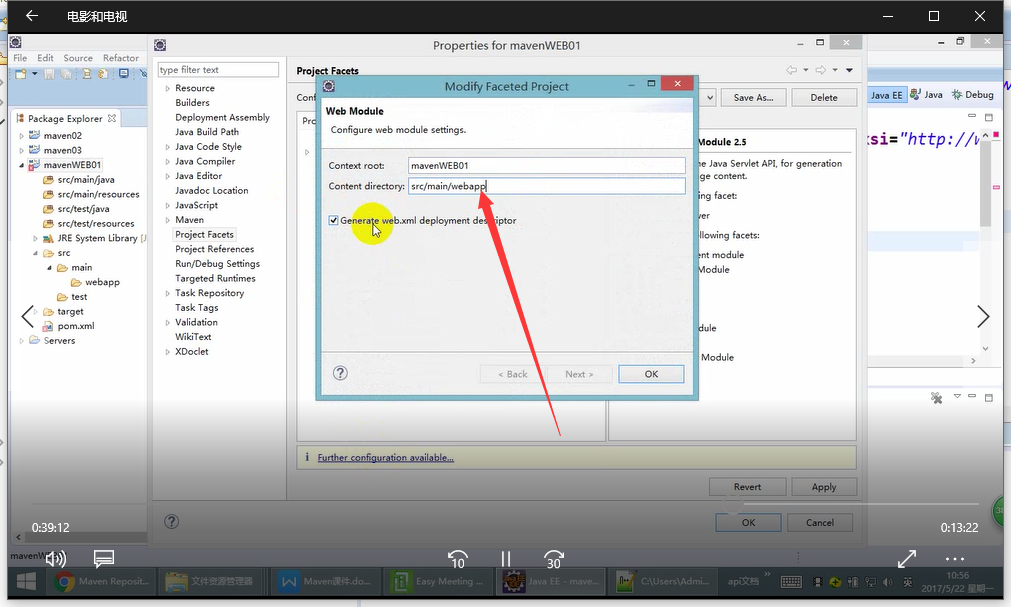 电影和电视
Properties for mavenWEB01
File Edit Source Refactor
type filter text
Project Facets
Modify Faceted Project
Save As...
Delete
Java EE
Java
Debug
Web Module
Configure web module settings.
Package Explorer
maven02
maven03
mavenWEB01
src/main/java
src/main/resources
src/test/java
src/test/resources
JRE System Library [J
src
main
webapp
test
target
pom.xml
Servers
Resource
Builders
Deployment Assembly
Java Build Path
Java Code Style
Java Compiler
Java Editor
Javadoc Location
JavaScript
Maven
Project Facets
Project References
Run/Debug Settings
Targeted Runtimes
Task Repository
Task Tags
Validation
WikiText
XDoclet
Context root:
mavenWEB01
Content directory:
src/main/webapp
Generate web.xml deployment descriptor
< Back
Next >
OK
Module 2.5
he Java Servlet API, for generation
ge content.
ing facet:
ver
llowing facets:
ent module
Module
dule
Module
xsi="http://w
Further configuration available...
Revert
Apply
OK
Cancel
0:39:12
0:13:22
10
30
Maven Reposit...
文件资源管理器
Maven课件.do...
Easy Meeting ...
Java EE - mave...
C:\Users\Admi...
api文档
英
10:56
2017/5/22 星期一